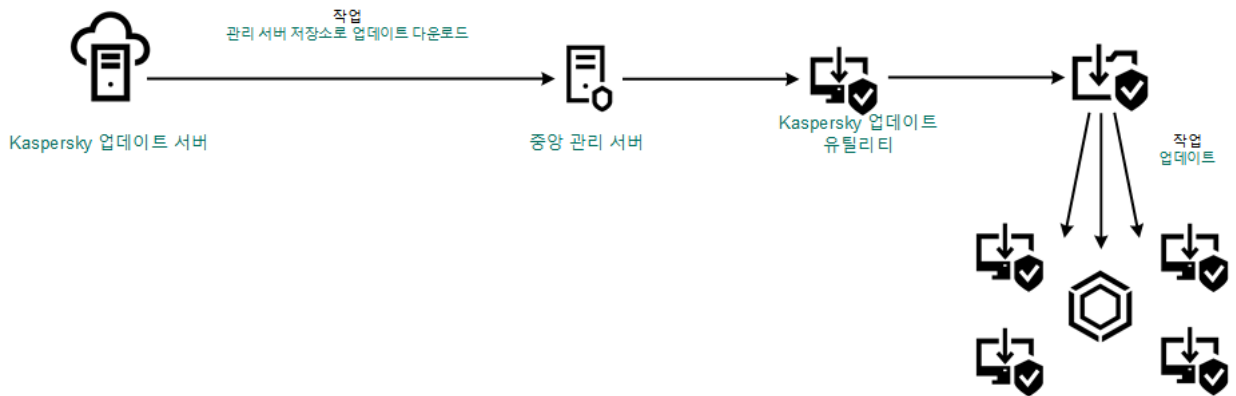 작업
관리 서버 저장소로 업데이트 다운로드
Kaspersky 업데이트 서버
중앙 관리 서버
Kaspersky 업데이트
유틸리티
작업
업데이트